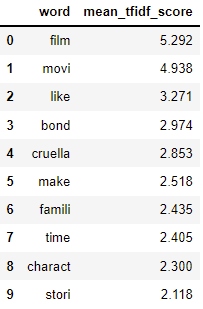 word mean_tfidf_score
0 film 5.292
1 movi 4.938
2 like 3.271
3 bond 2.974
4 cruella 2.853
5 make 2.518
6 famili 2.435
7 time 2.405
8 charact 2.300
9 stori 2.118